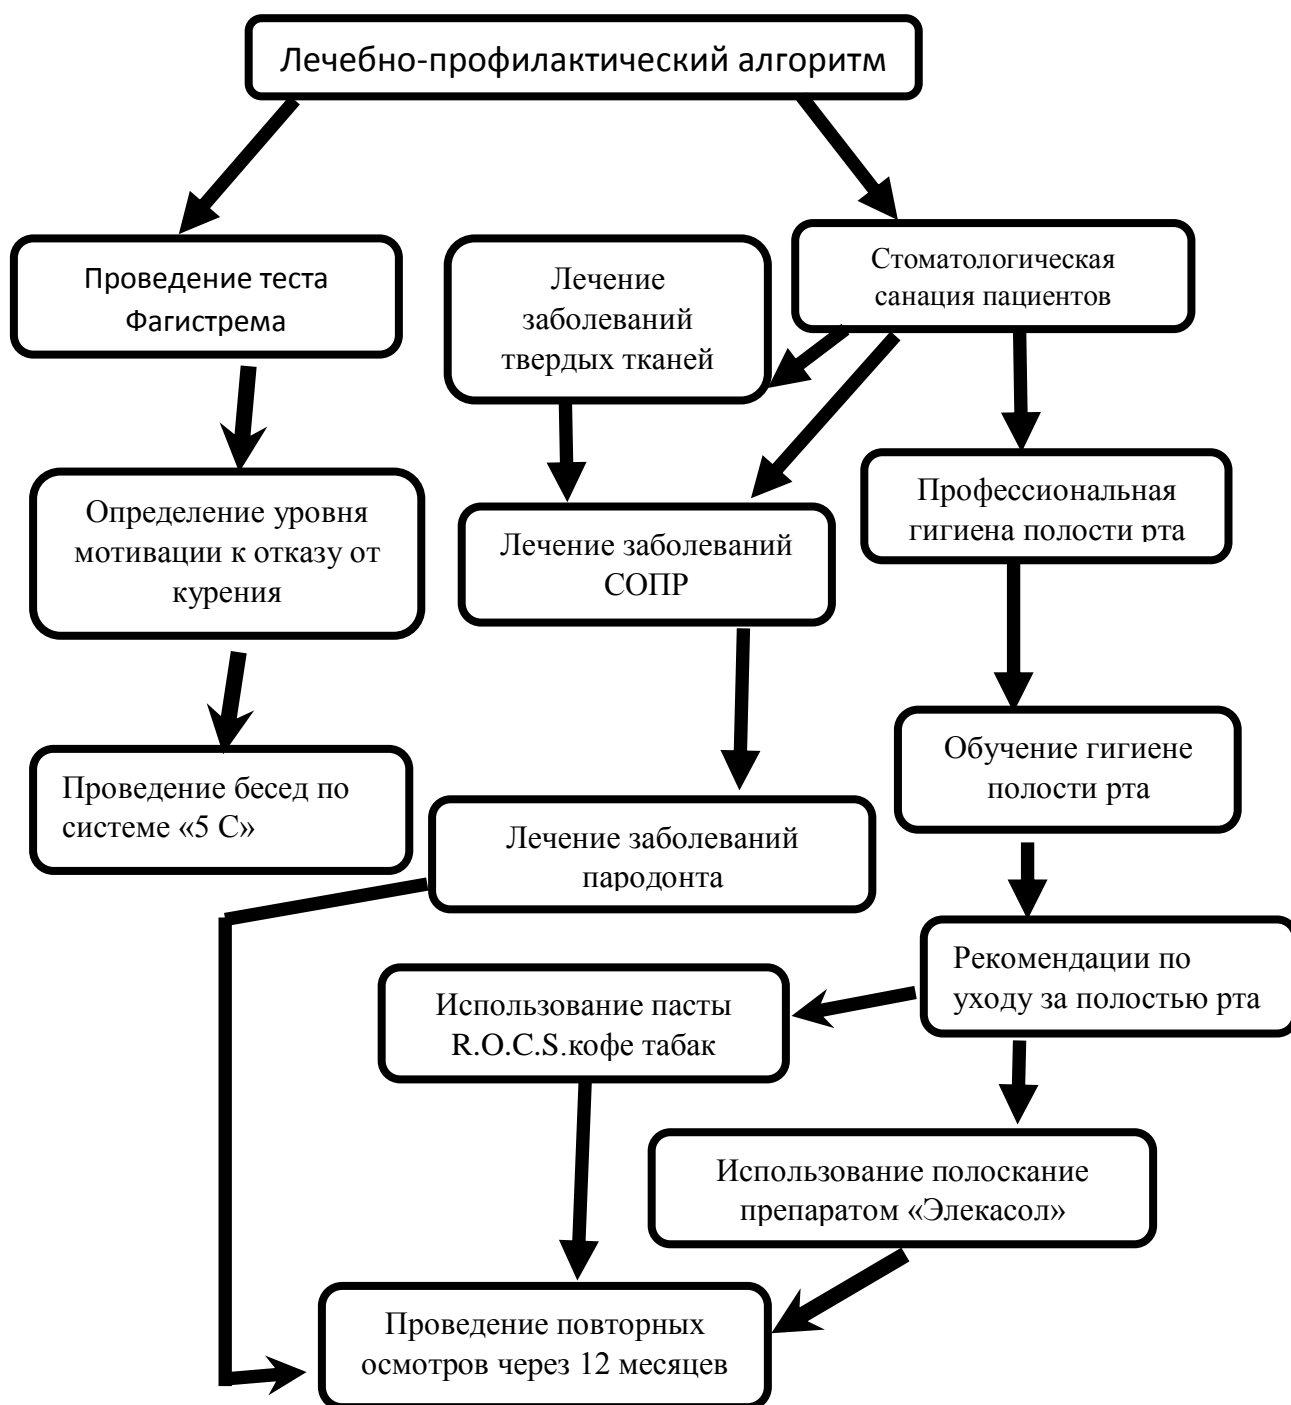 Лечебно-профилактический алгоритм
Проведение теста
Фагистрема
Лечение
заболеваний
твердых тканей
Стоматологическая
санация пациентов
Определение уровня
мотивации к отказу от
курения
Лечение заболеваний
СОПР
Профессиональная
гигиена полости рта
Проведение бесед по
системе «5 С»
Лечение заболеваний
пародонта
Обучение гигиене
полости рта
Рекомендации по
уходу за полостью рта
Использование пасты
R.O.C.S.кофе табак
Использование полоскание
препаратом «Элекасол»
Проведение повторных
осмотров через 12 месяцев